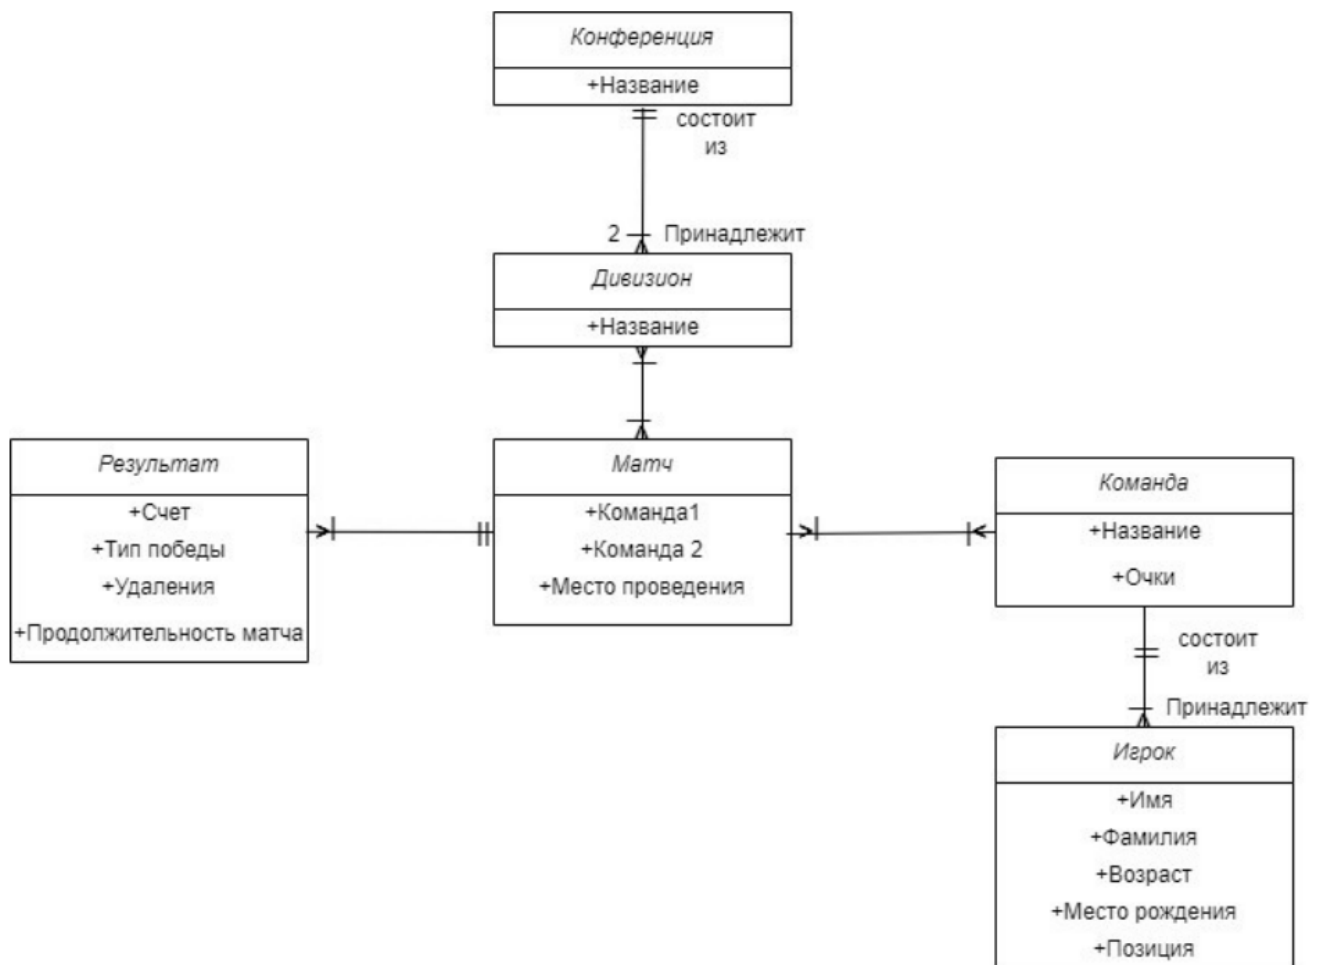 Конференция
+Название
состоит
из
2
Принадлежит
Дивизион
+Название
Результат
+Счет
+Тип победы
+Удаления
+Продолжительность матча
Матч
+Команда1
+Команда 2
+Место проведения
Команда
+Название
+Очки
состоит
из
Принадлежит
Игрок
+Имя
+Фамилия
+Возраст
+Место рождения
+Позиция